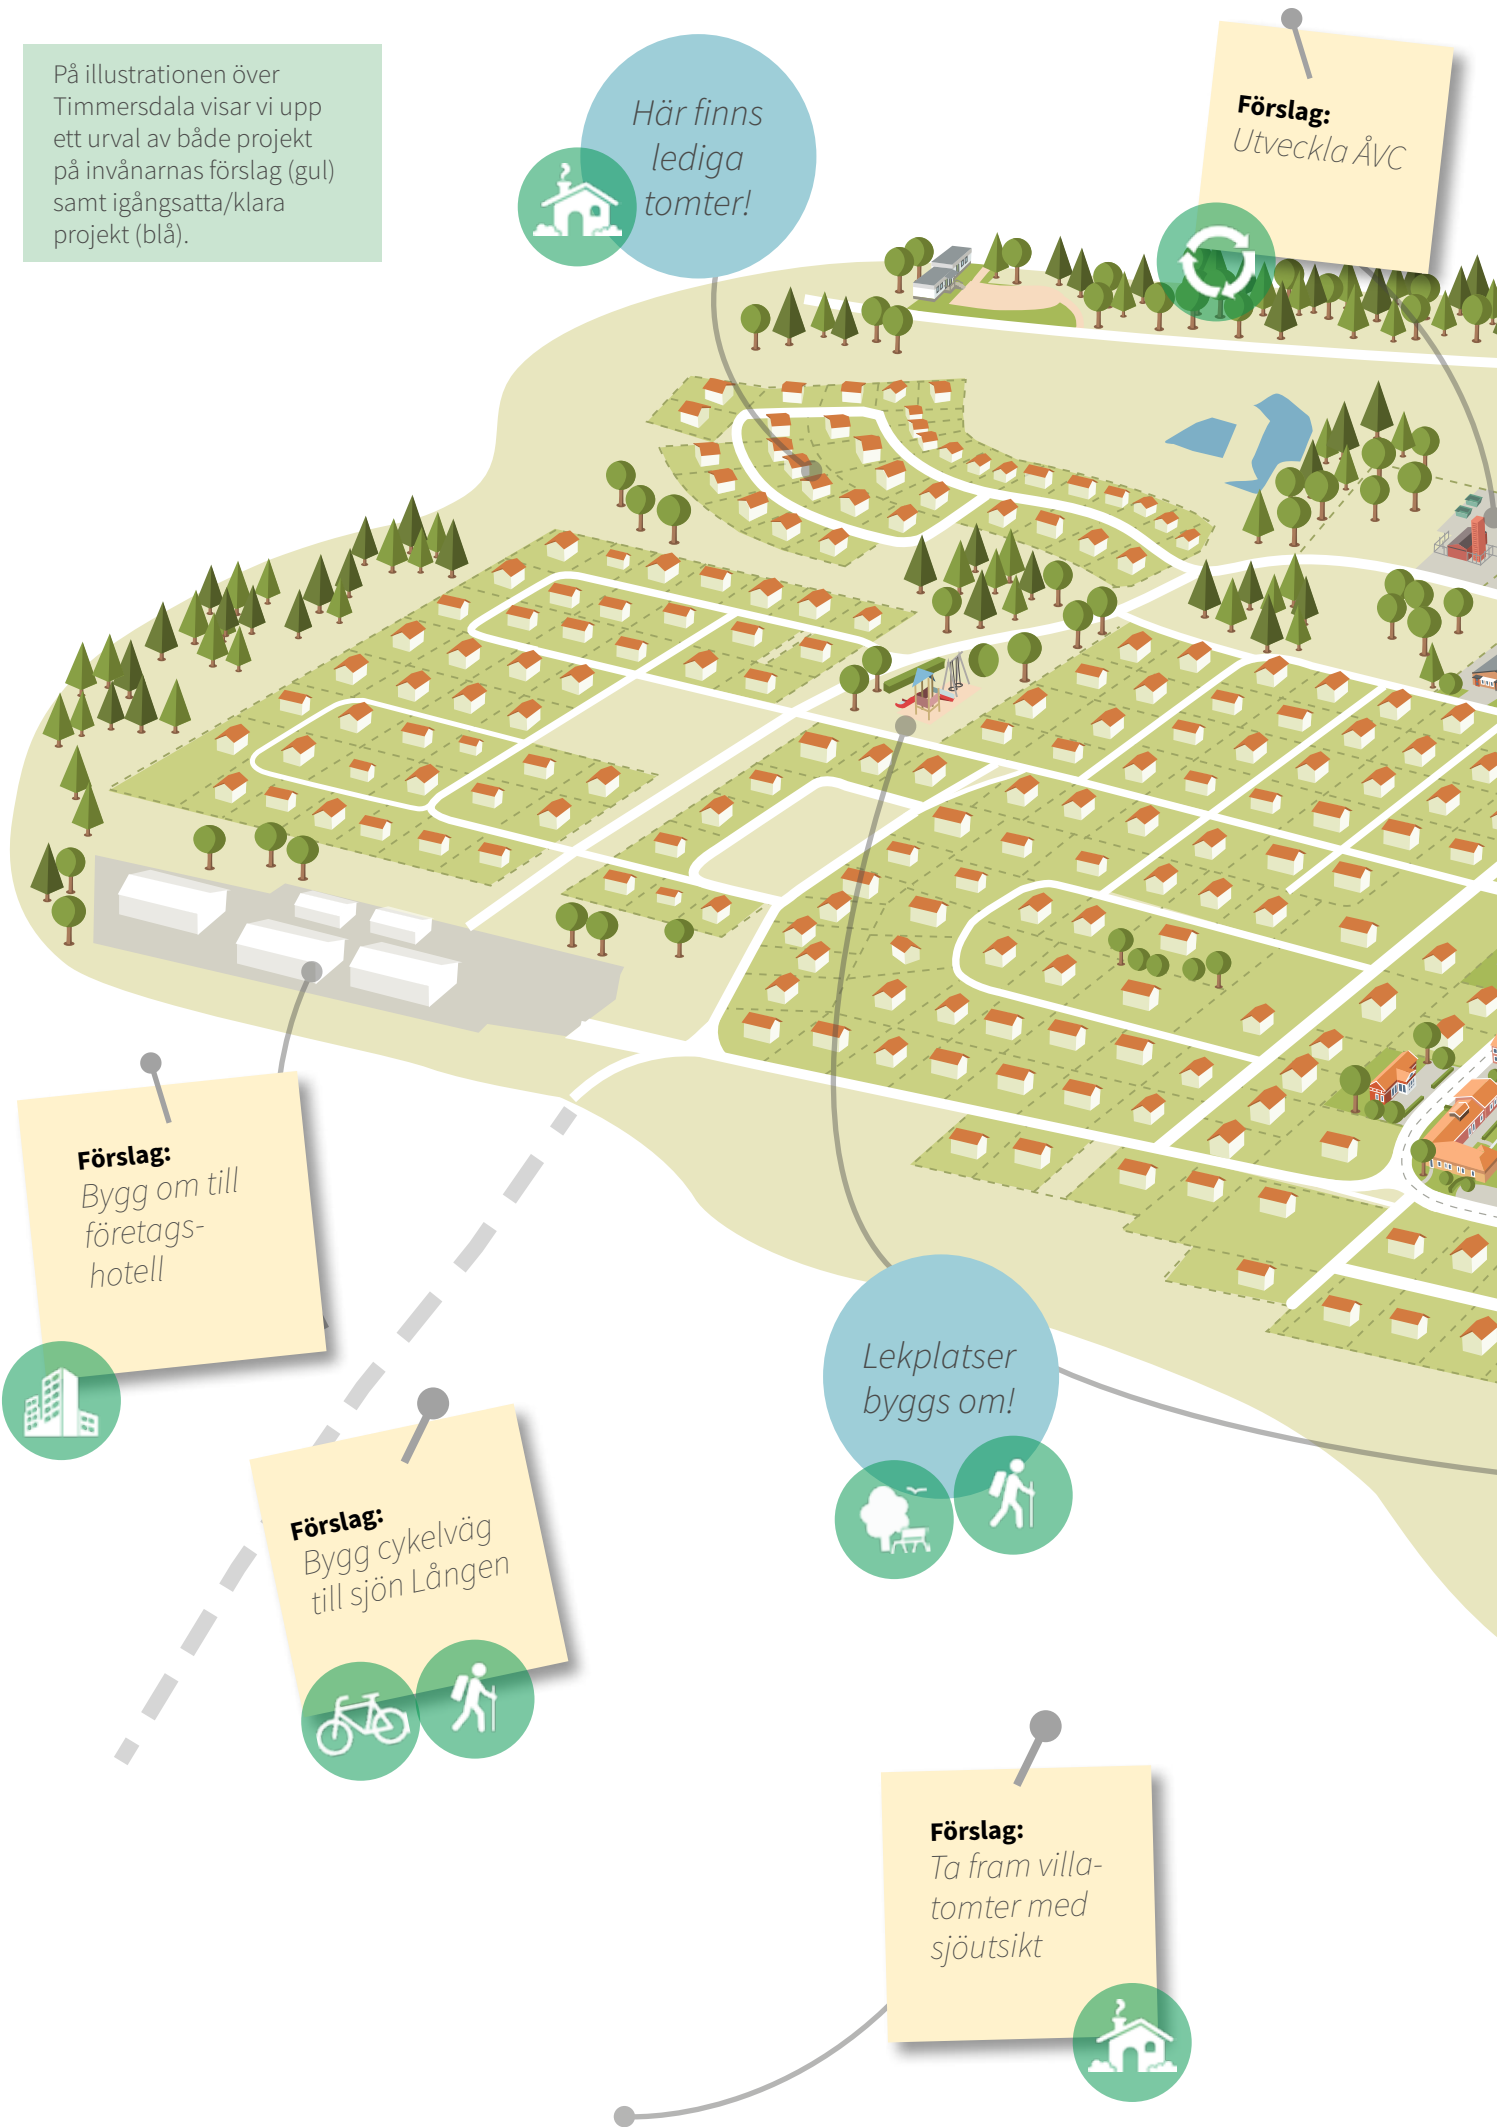 På illustrationen över
Timmersdala visar vi upp
ett urval av både projekt
på invånarnas förslag (gul)
samt igångsatta/klara
projekt (blå).
Här finns
lediga
tomter!
Förslag:
Utveckla ÅVC
Förslag:
Bygg om till
företags-
hotell
Lekplatser
byggs om!
Förslag:
Bygg cykelväg
till sjön Lången
Förslag:
Ta fram villa-
tomter med
sjöutsikt